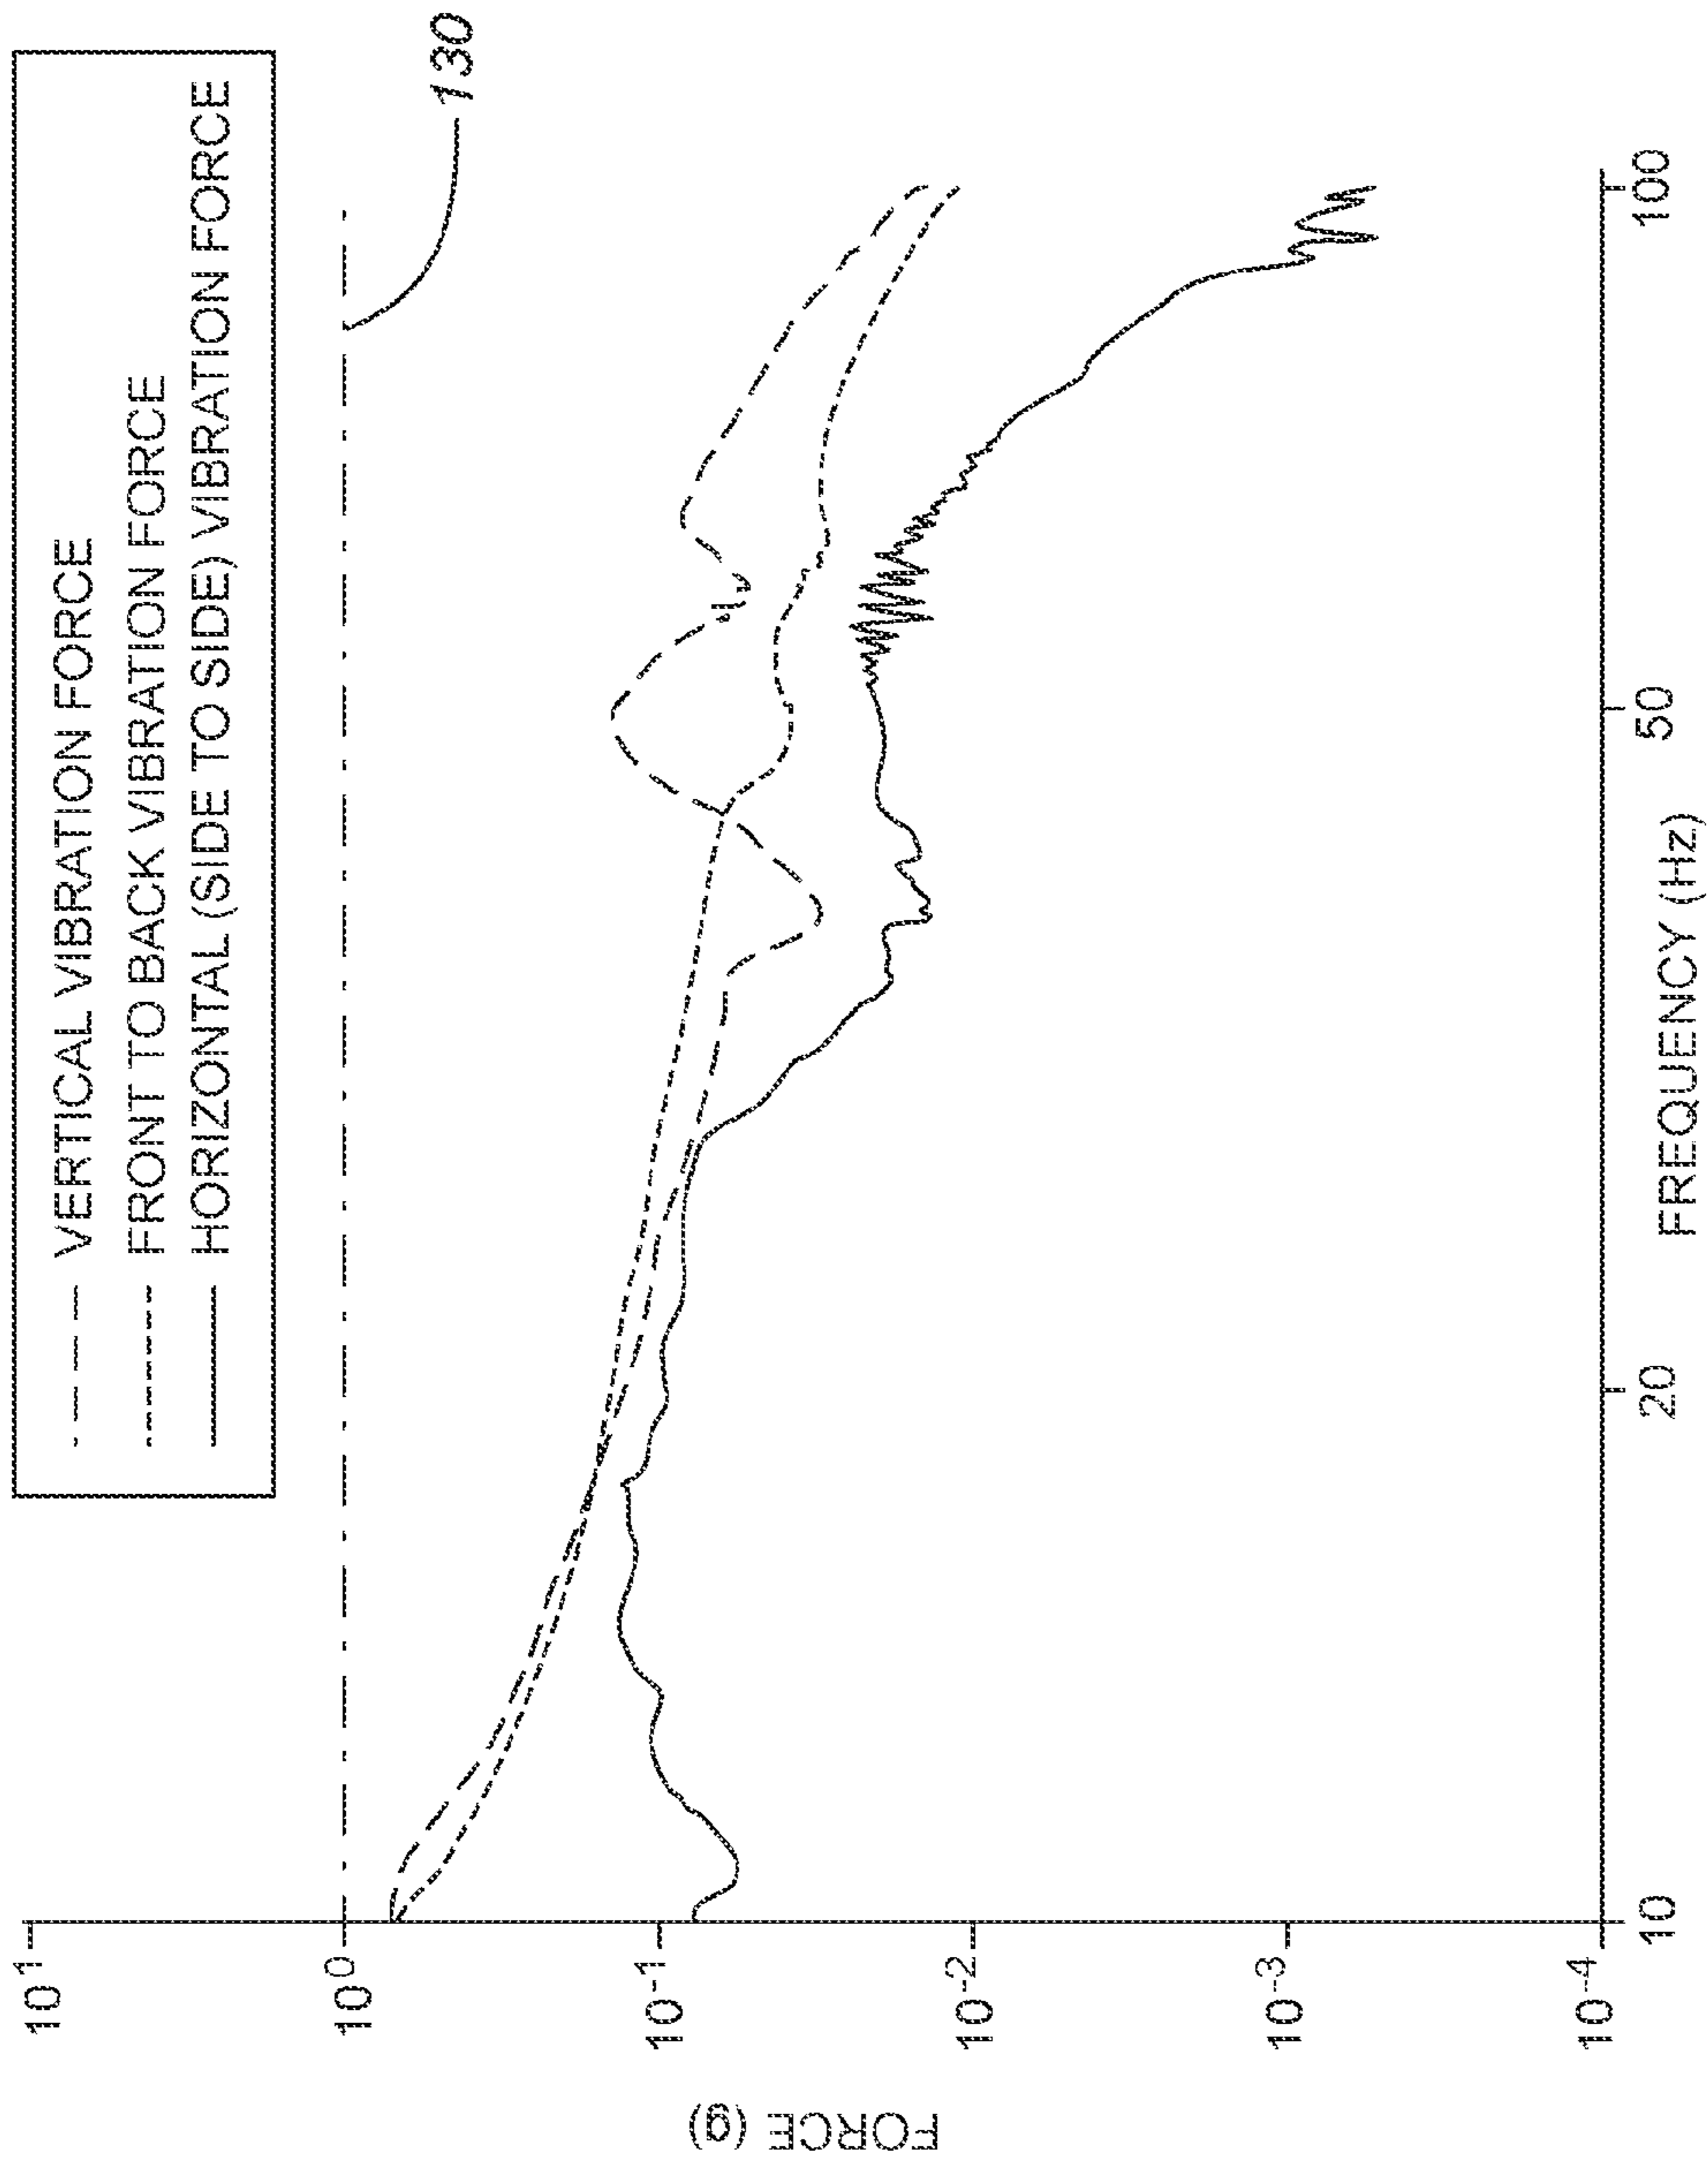 VERTICAL VIBRATION FORCE
FRONT TO BACK VIBRATION FORCE
HORIZONTAL (SIDE TO SIDE) VIBRATION FORCE
130
10¹
10⁰
10⁻¹
10⁻²
10⁻³
10⁻⁴
FORCE (g)
10
20
50
100
FREQUENCY (Hz)